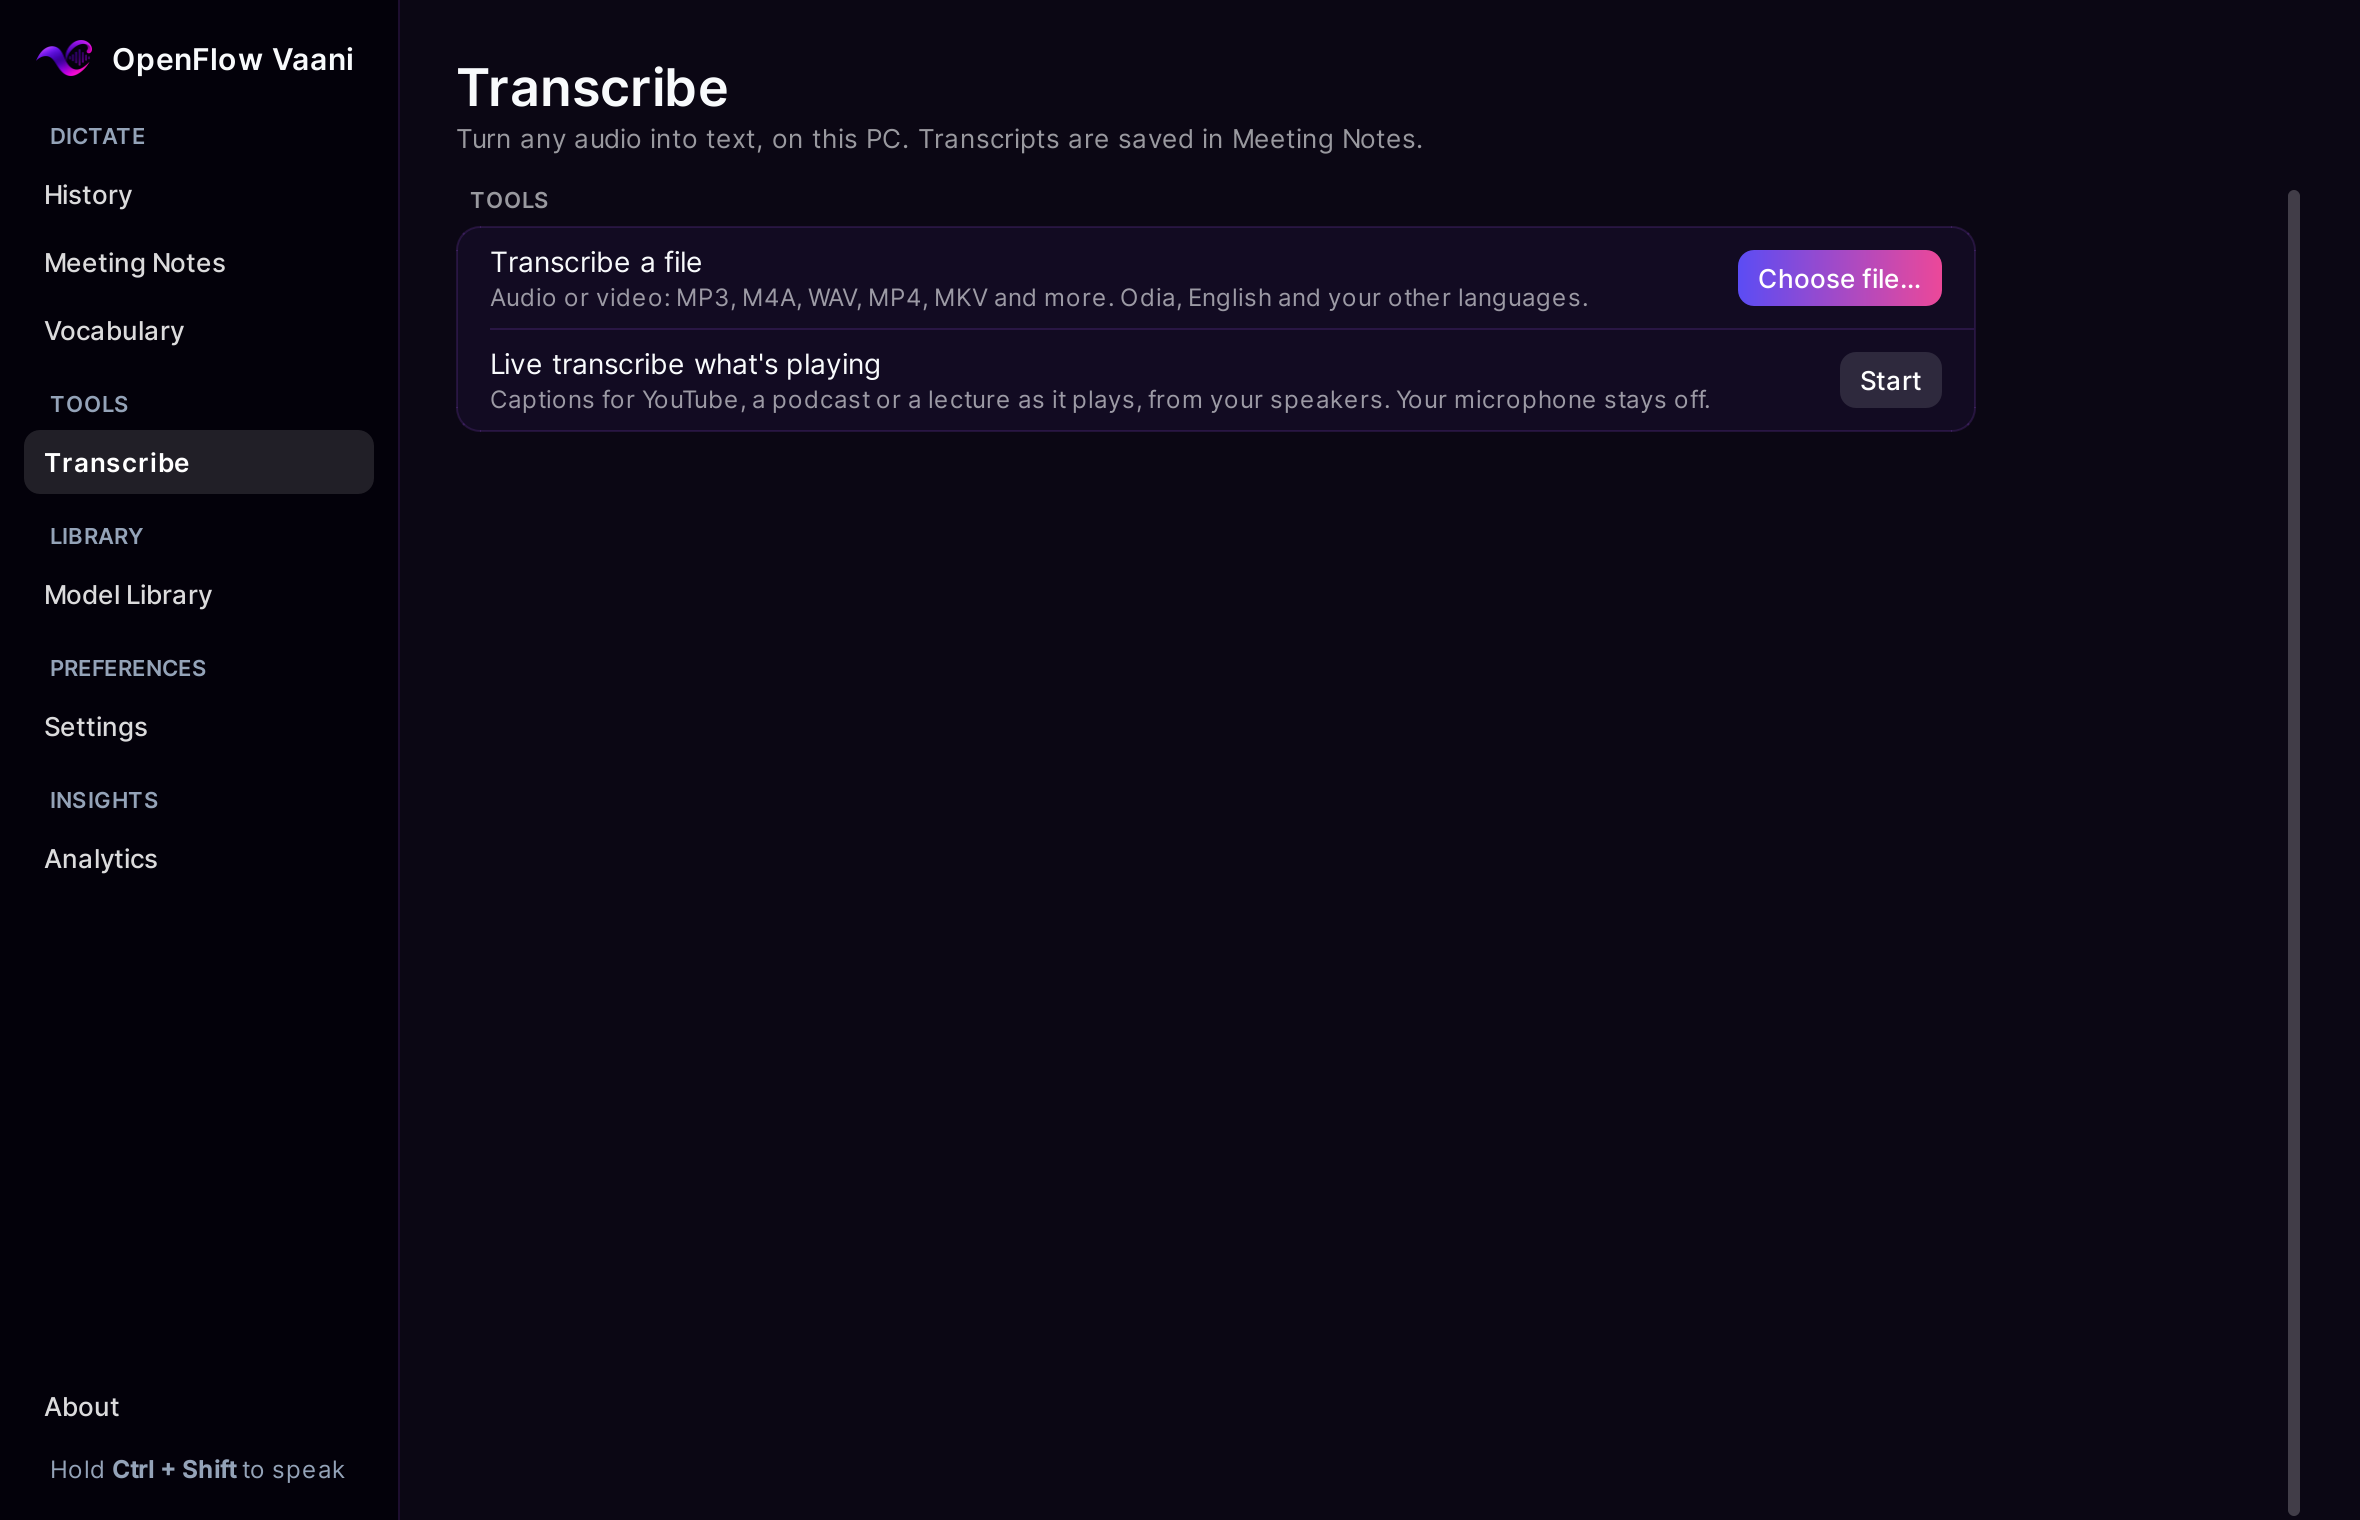 OpenFlow Vaani
DICTATE
History
Meeting Notes
Vocabulary
TOOLS
Transcribe
LIBRARY
Model Library
PREFERENCES
Settings
INSIGHTS
Analytics
About
Hold Ctrl + Shift to speak
Transcribe
Turn any audio into text, on this PC. Transcripts are saved in Meeting Notes.
TOOLS
Transcribe a file
Audio or video: MP3, M4A, WAV, MP4, MKV and more. Odia, English and your other languages.
Choose file...
Live transcribe what's playing
Captions for YouTube, a podcast or a lecture as it plays, from your speakers. Your microphone stays off.
Start